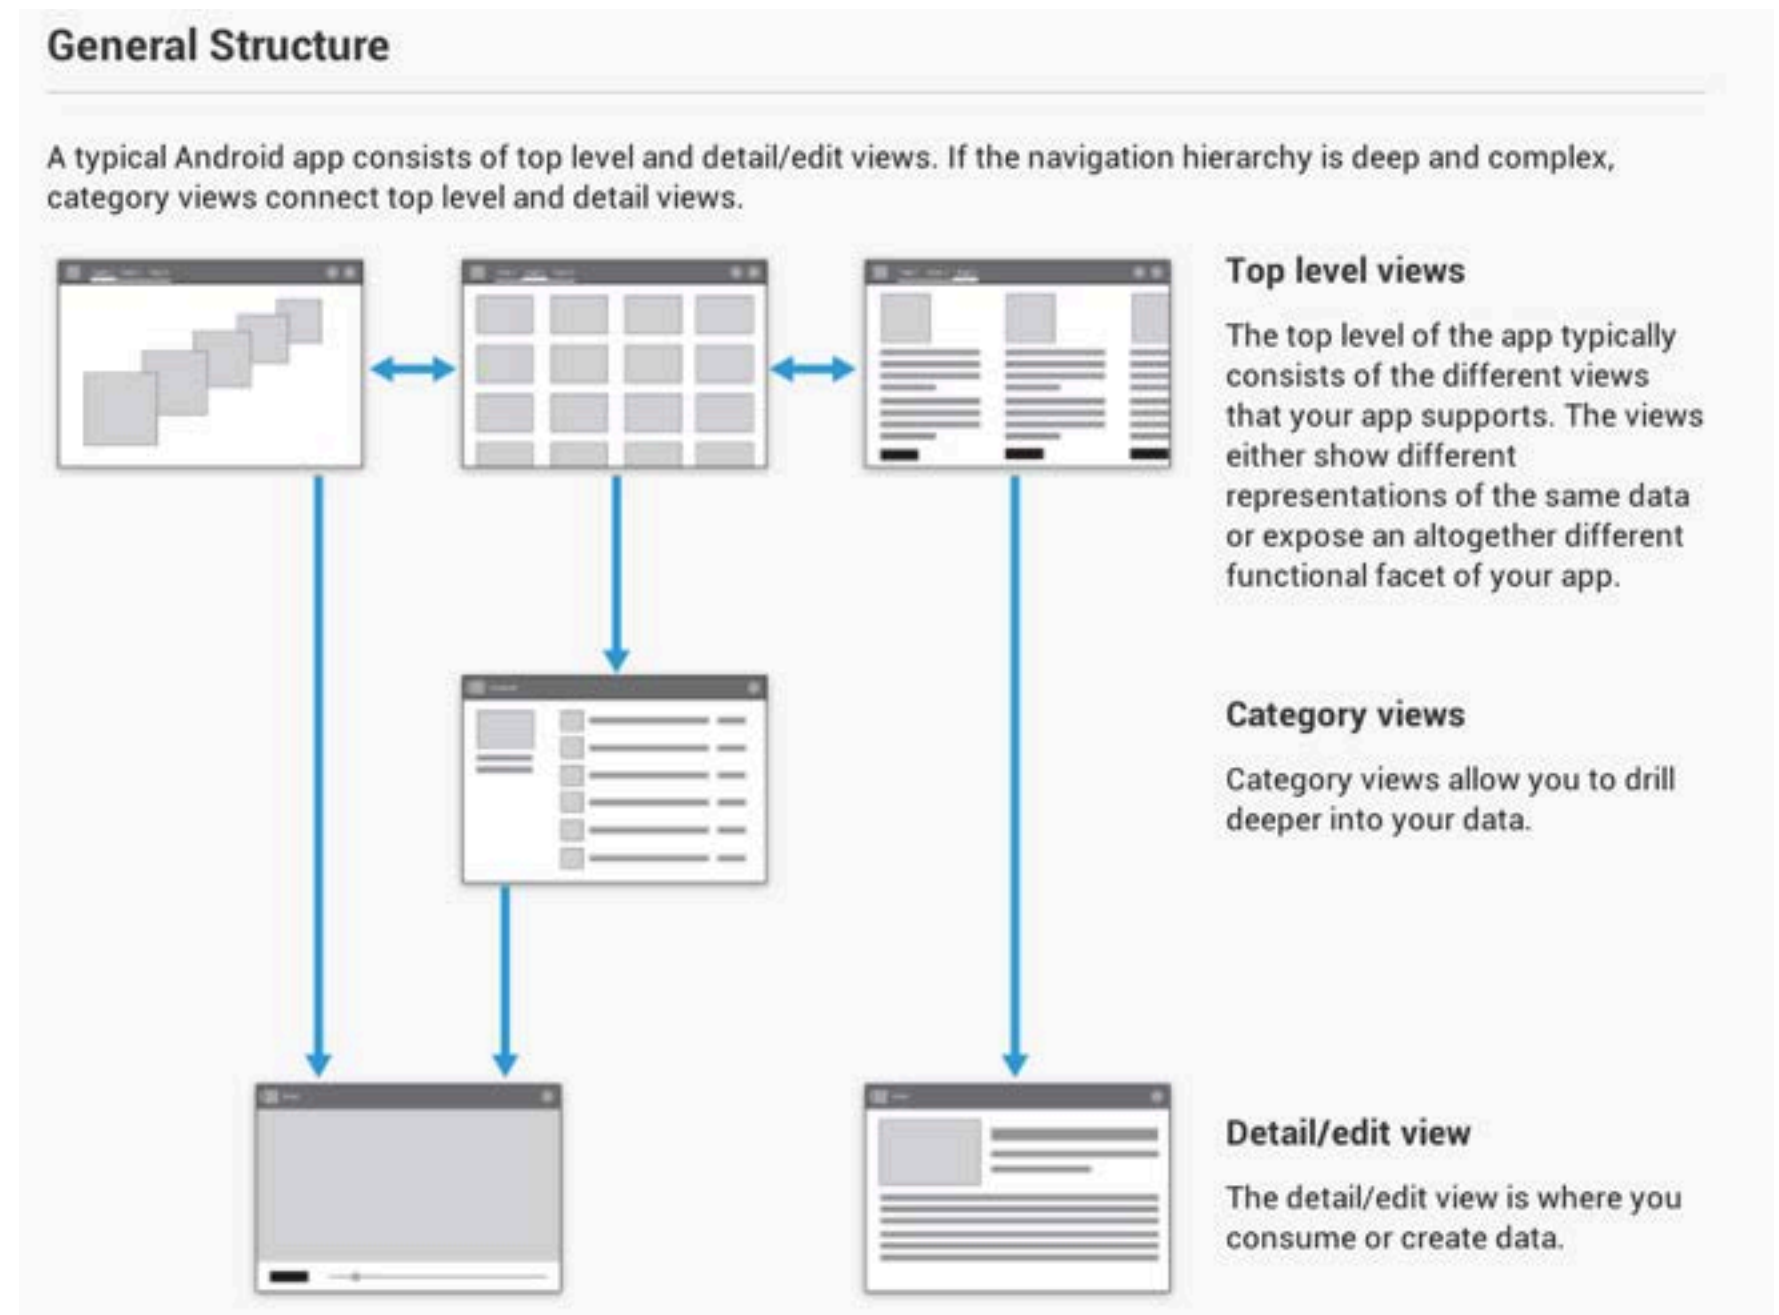 General Structure
A typical Android app consists of top level and detail/edit views. If the navigation hierarchy is deep and complex,
category views connect top level and detail views.
Top level views
The top level of the app typically
consists of the different views
that your app supports. The views
either show different
representations of the same data
or expose an altogether different
functional facet of your app.
Category views
Category views allow you to drill
deeper into your data.
Detail/edit view
The detail/edit view is where you
consume or create data.